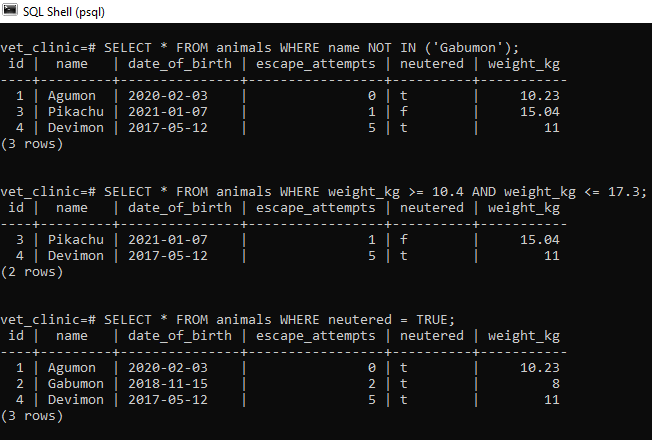 SQL Shell (psql)
vet_clinic=# SELECT * FROM animals WHERE name NOT IN ('Gabumon');
 id |  name   | date_of_birth | escape_attempts | neutered | weight_kg
----+---------+---------------+-----------------+----------+-----------
  1 | Agumon  | 2020-02-03    |               0 | t        |     10.23
  3 | Pikachu | 2021-01-07    |               1 | f        |     15.04
  4 | Devimon | 2017-05-12    |               5 | t        |        11
(3 rows)
vet_clinic=# SELECT * FROM animals WHERE weight_kg >= 10.4 AND weight_kg <= 17.3;
 id |  name   | date_of_birth | escape_attempts | neutered | weight_kg
----+---------+---------------+-----------------+----------+-----------
  3 | Pikachu | 2021-01-07    |               1 | f        |     15.04
  4 | Devimon | 2017-05-12    |               5 | t        |        11
(2 rows)
vet_clinic=# SELECT * FROM animals WHERE neutered = TRUE;
 id |  name   | date_of_birth | escape_attempts | neutered | weight_kg
----+---------+---------------+-----------------+----------+-----------
  1 | Agumon  | 2020-02-03    |               0 | t        |     10.23
  2 | Gabumon | 2018-11-15    |               2 | t        |         8
  4 | Devimon | 2017-05-12    |               5 | t        |        11
(3 rows)